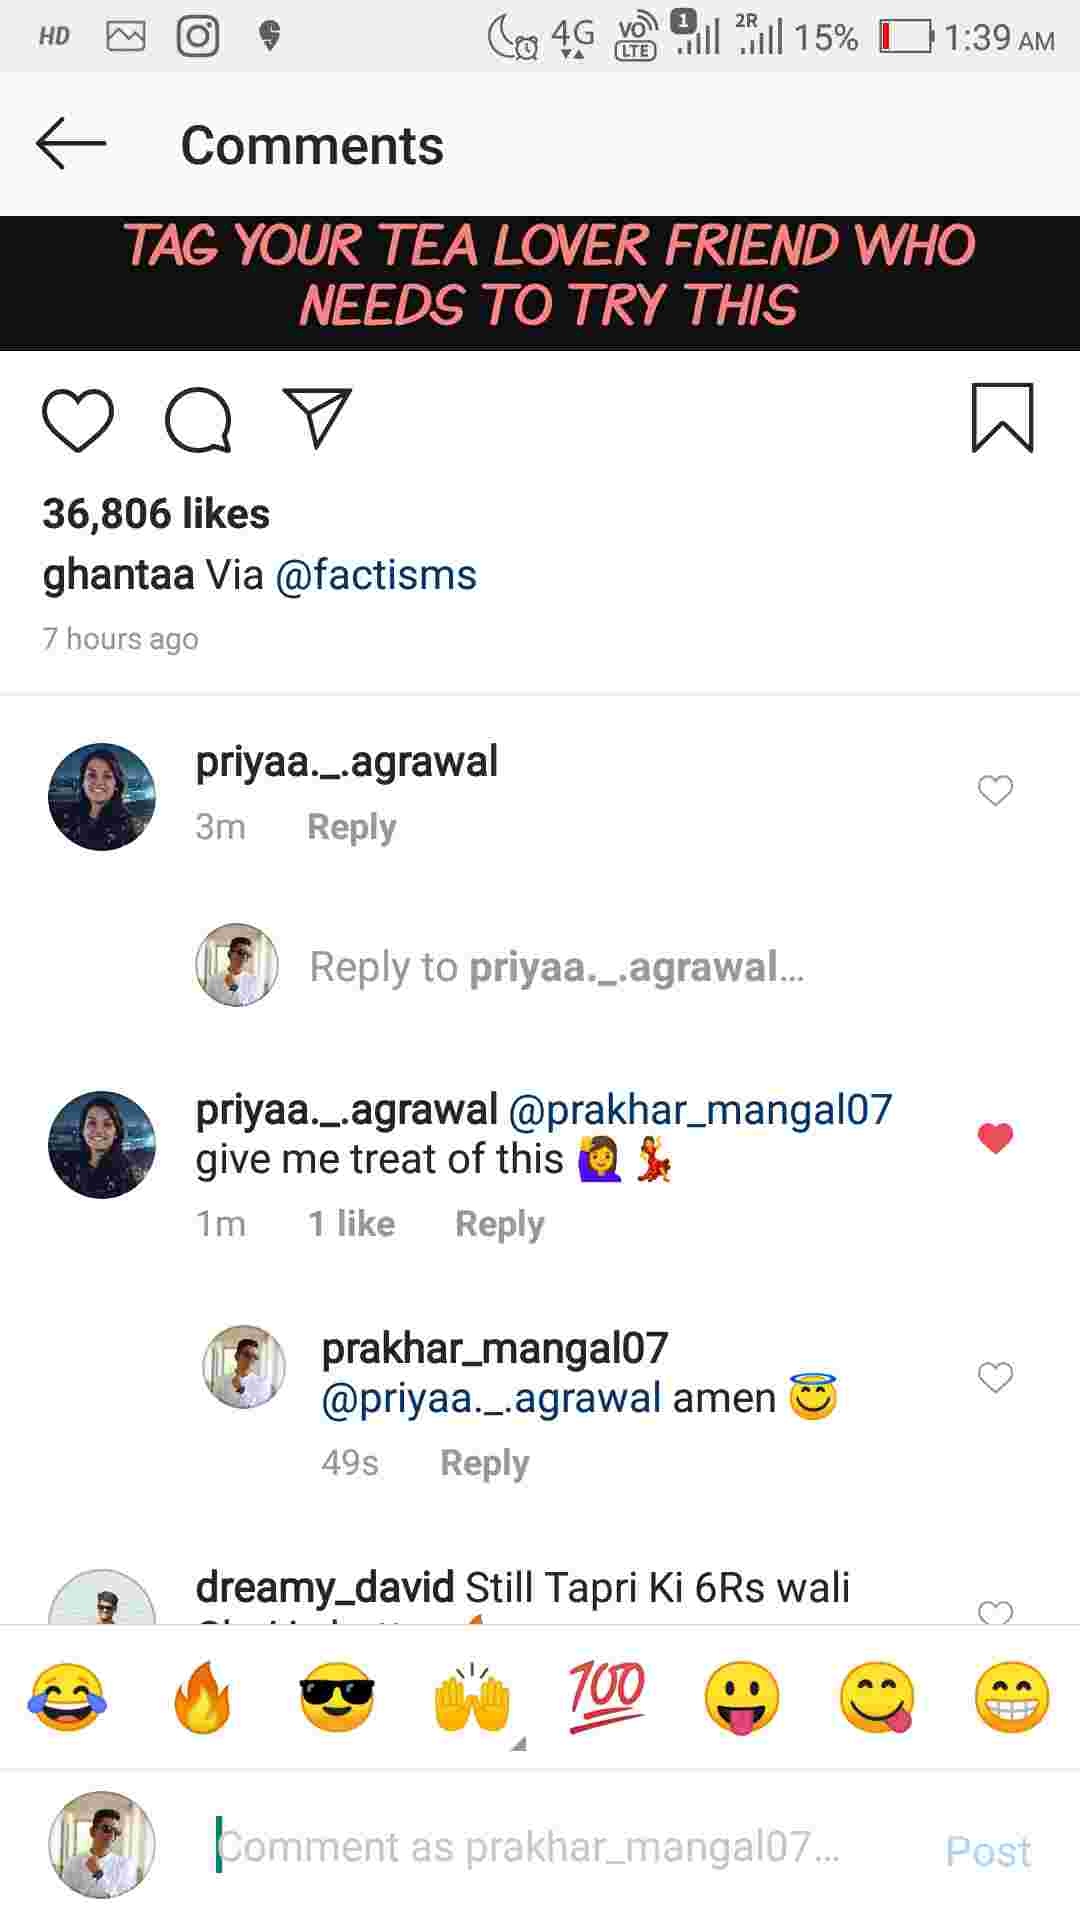 HD 4G VO LTE 1 2R 15% 1:39 AM
Comments
TAG YOUR TEA LOVER FRIEND WHO
NEEDS TO TRY THIS
36,806 likes
ghantaa Via @factisms
7 hours ago
priyaa._.agrawal
3m Reply
Reply to priyaa._.agrawal...
priyaa._.agrawal @prakhar_mangal07
give me treat of this 🙋‍♀️ 💃
1m 1 like Reply
prakhar_mangal07
@priyaa._.agrawal amen 😇
49s Reply
dreamy_david Still Tapri Ki 6Rs wali
😂 🔥 😎 🙌 💯 😛 😋 😁
Comment as prakhar_mangal07... Post